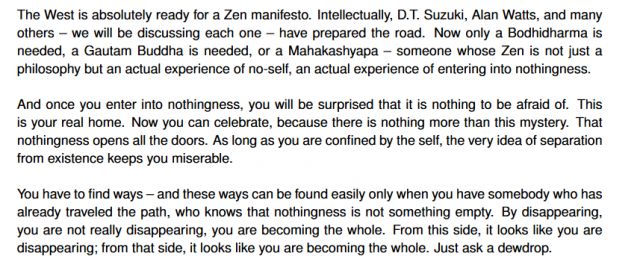 The West is absolutely ready for a Zen manifesto. Intellectually, D.T. Suzuki, Alan Watts, and many
others – we will be discussing each one – have prepared the road. Now only a Bodhidharma is
needed, a Gautam Buddha is needed, or a Mahakashyapa – someone whose Zen is not just a
philosophy but an actual experience of no-self, an actual experience of entering into nothingness.
And once you enter into nothingness, you will be surprised that it is nothing to be afraid of. This
is your real home. Now you can celebrate, because there is nothing more than this mystery. That
nothingness opens all the doors. As long as you are confined by the self, the very idea of separation
from existence keeps you miserable.
You have to find ways – and these ways can be found easily only when you have somebody who has
already traveled the path, who knows that nothingness is not something empty. By disappearing,
you are not really disappearing, you are becoming the whole. From this side, it looks like you are
disappearing; from that side, it looks like you are becoming the whole. Just ask a dewdrop.